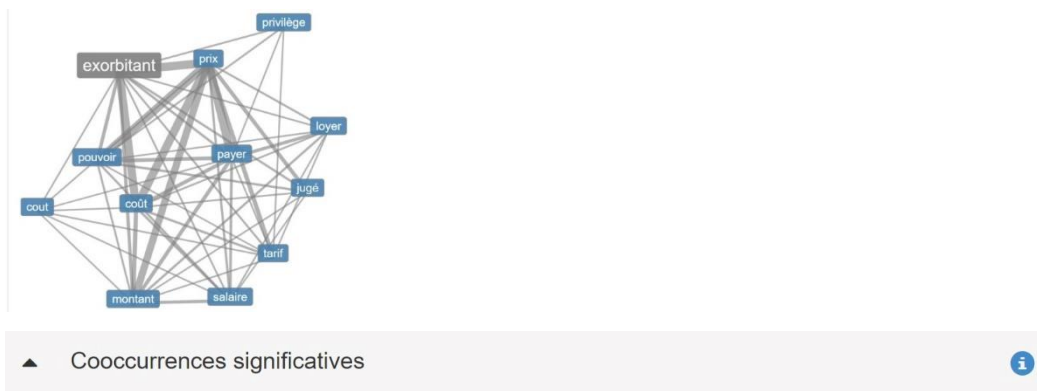 privilège
exorbitant
prix
loyer
pouvoir
payer
jugé
cout
coût
tarif
montant
salaire
Cooccurrences significatives
i